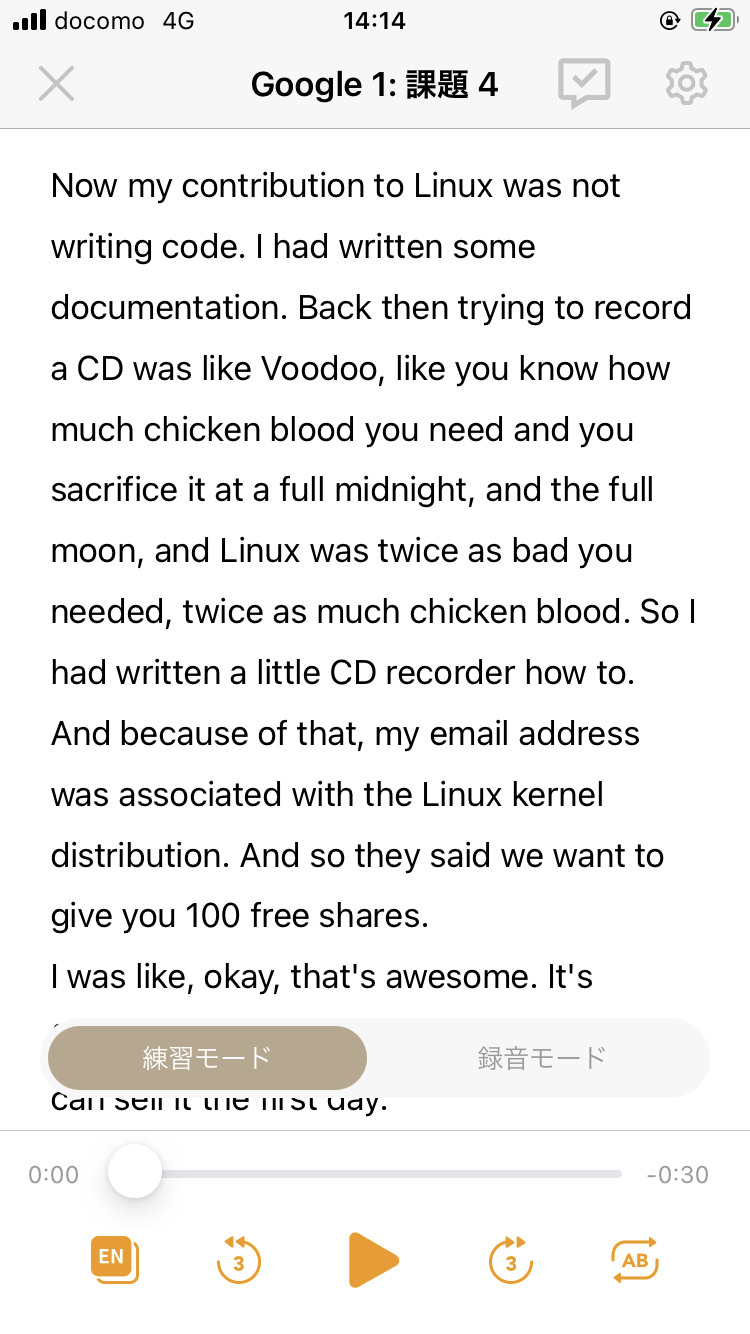 docomo 4G 14:14
Google 1: 課題 4
Now my contribution to Linux was not
writing code. I had written some
documentation. Back then trying to record
a CD was like Voodoo, like you know how
much chicken blood you need and you
sacrifice it at a full midnight, and the full
moon, and Linux was twice as bad you
needed, twice as much chicken blood. So I
had written a little CD recorder how to.
And because of that, my email address
was associated with the Linux kernel
distribution. And so they said we want to
give you 100 free shares.
I was like, okay, that's awesome. It's
練習モード 録音モード
can sell it the first day.
0:00 -0:30
EN 3 3 AB